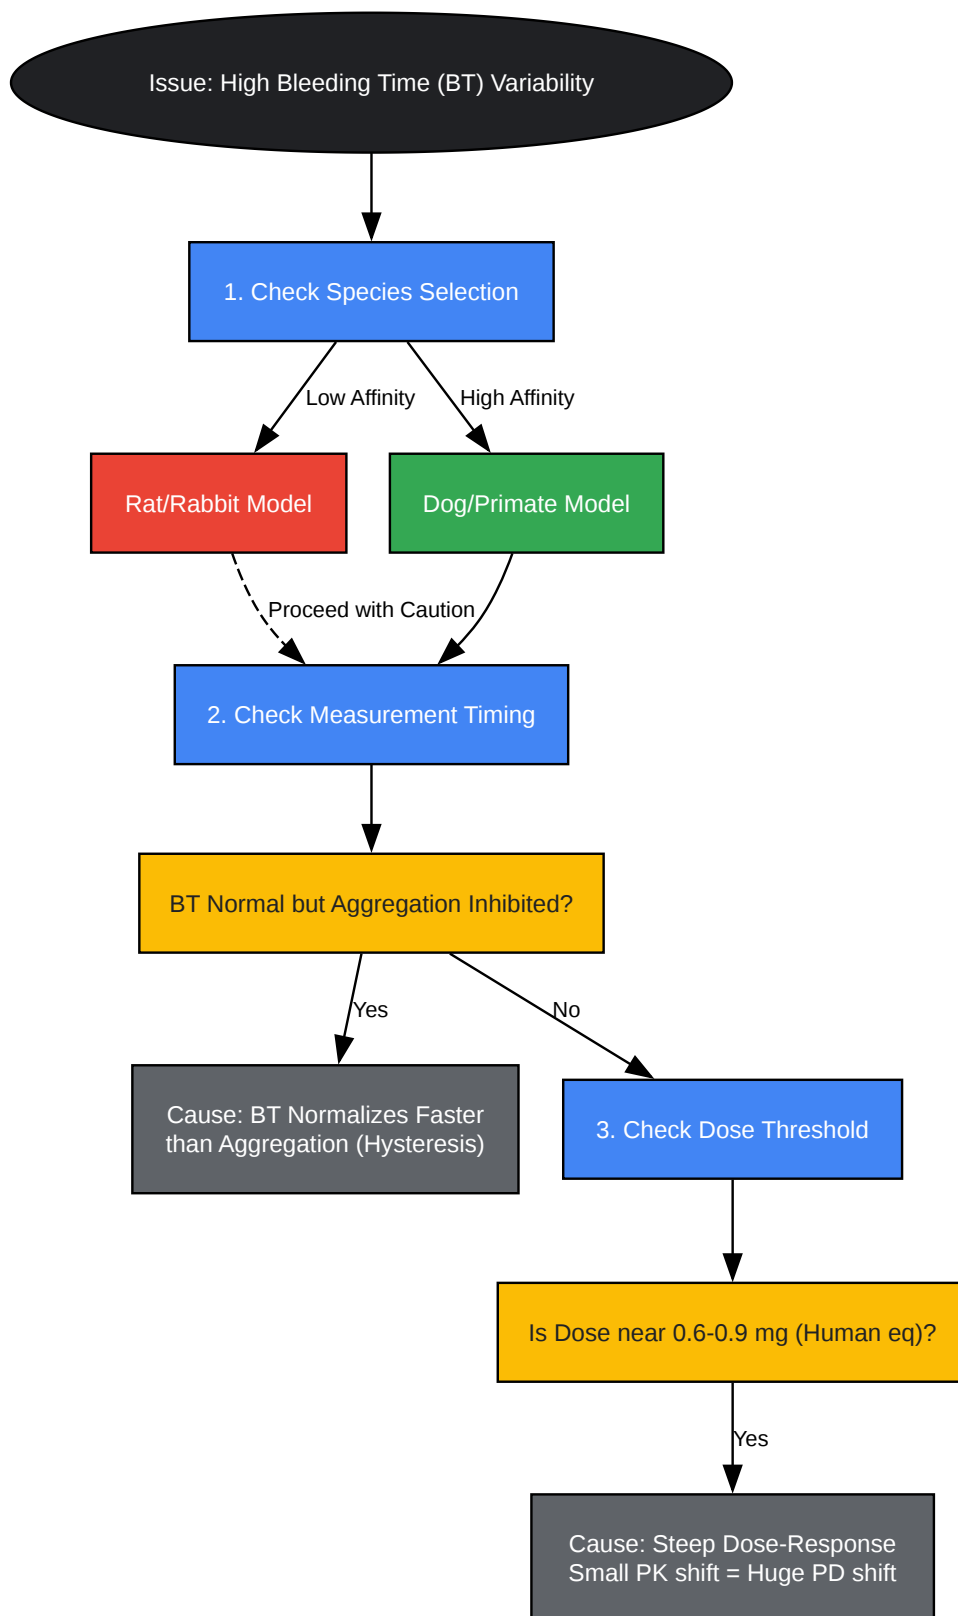 Issue: High Bleeding Time (BT) Variability
1. Check Species Selection
Low Affinity
High Affinity
Rat/Rabbit Model
Dog/Primate Model
Proceed with Caution
2. Check Measurement Timing
BT Normal but Aggregation Inhibited?
Yes
No
Cause: BT Normalizes Faster
than Aggregation (Hysteresis)
3. Check Dose Threshold
Is Dose near 0.6-0.9 mg (Human eq)?
Yes
Cause: Steep Dose-Response
Small PK shift = Huge PD shift